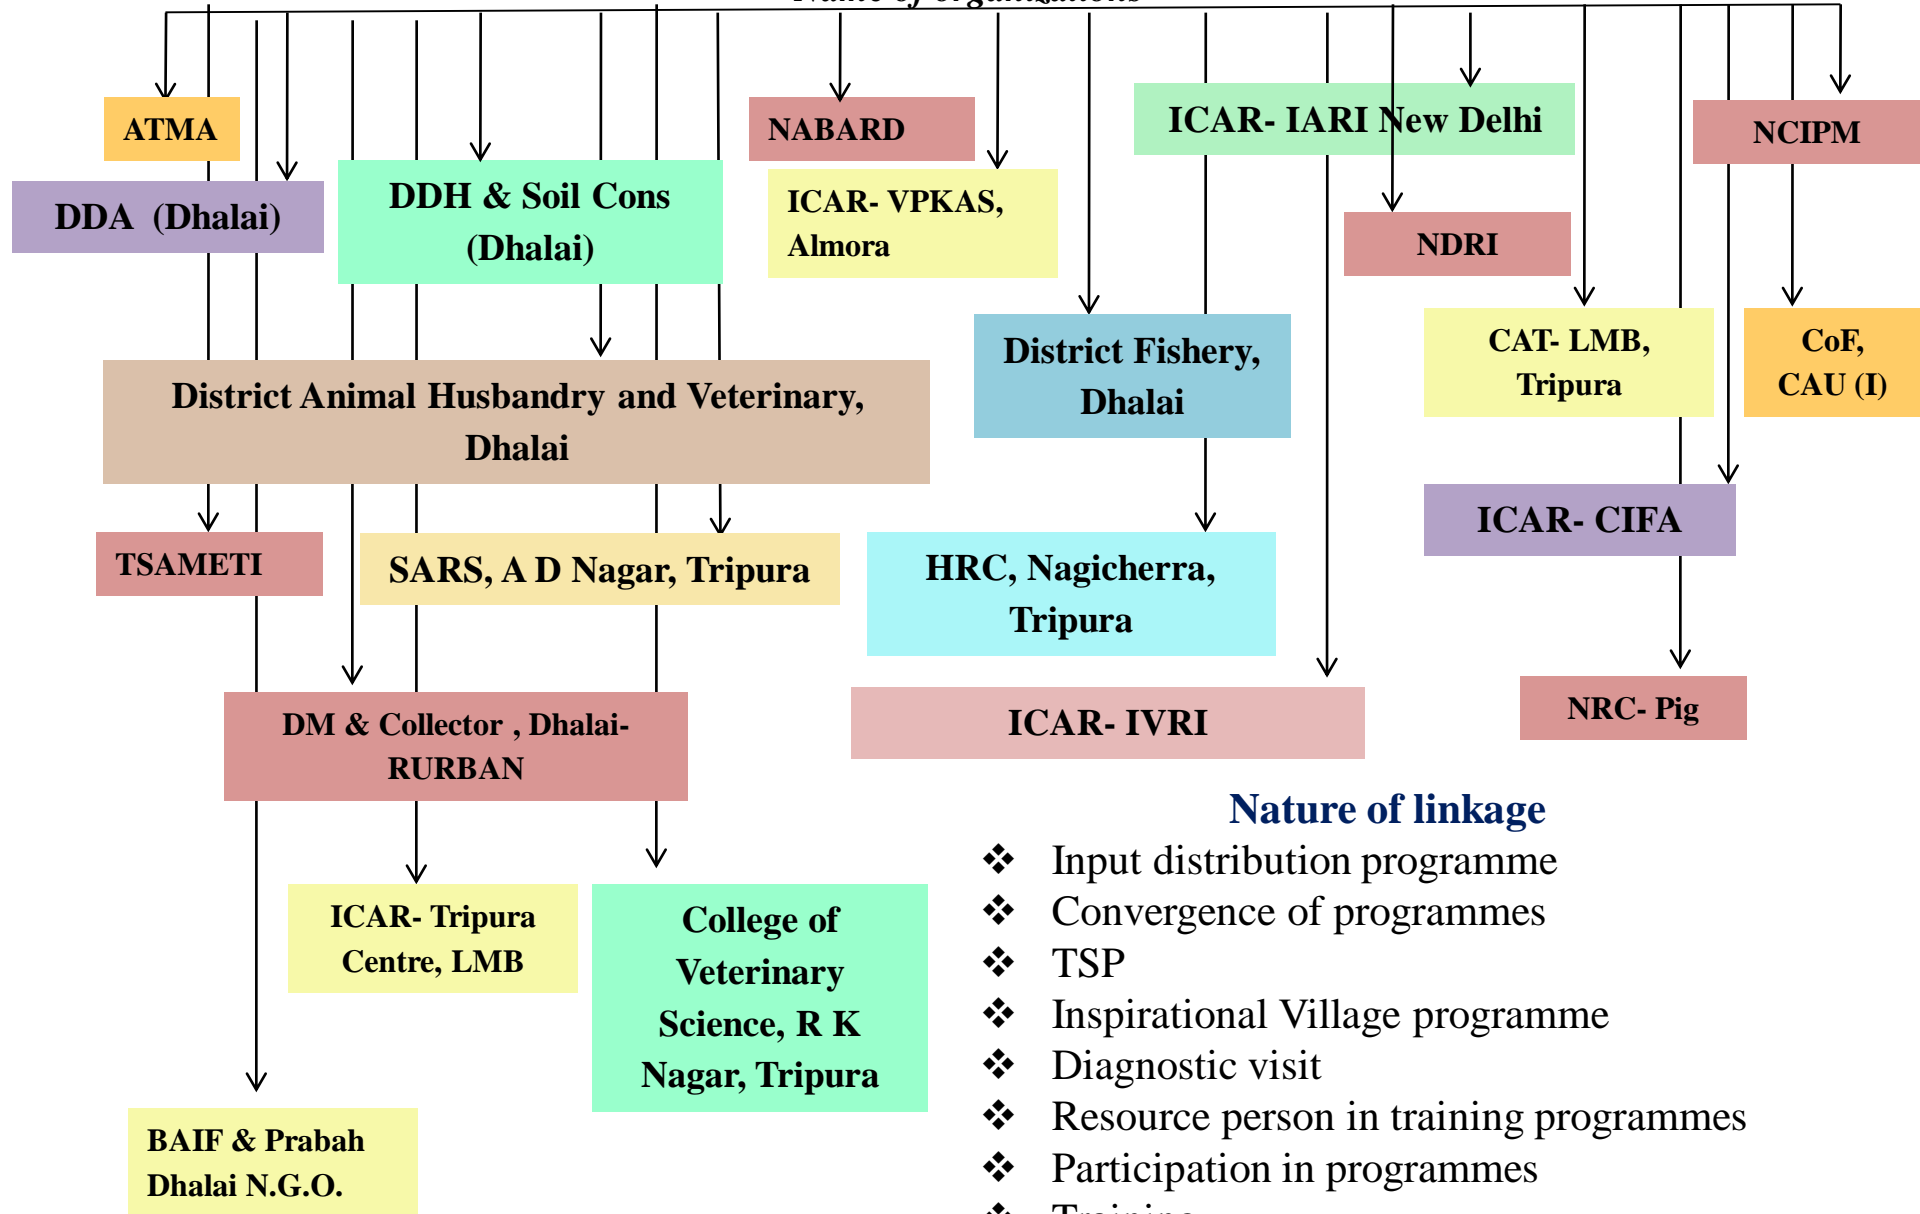 Name of organizations
ATMA
NABARD
ICAR- IARI New Delhi
NCIPM
DDA (Dhalai)
DDH & Soil Cons
(Dhalai)
ICAR- VPKAS,
Almora
NDRI
District Fishery,
Dhalai
CAT- LMB,
Tripura
CoF,
CAU (I)
District Animal Husbandry and Veterinary,
Dhalai
ICAR- CIFA
TSAMETI
SARS, A D Nagar, Tripura
HRC, Nagicherra,
Tripura
DM & Collector , Dhalai-
RURBAN
ICAR- IVRI
NRC- Pig
ICAR- Tripura
Centre, LMB
College of
Veterinary
Science, R K
Nagar, Tripura
BAIF & Prabah
Dhalai N.G.O.
Nature of linkage
❖ Input distribution programme
❖ Convergence of programmes
❖ TSP
❖ Inspirational Village programme
❖ Diagnostic visit
❖ Resource person in training programmes
❖ Participation in programmes
❖ Training